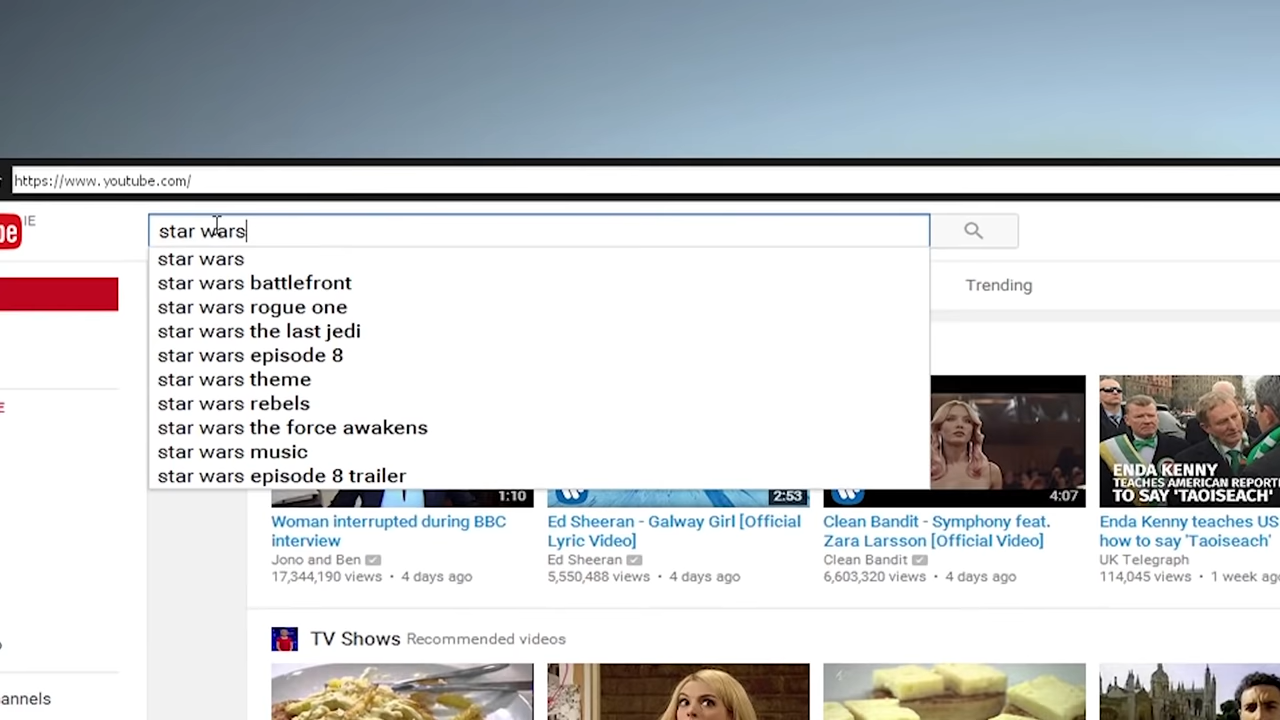 https://www.youtube.com/
be IE
star wars
star wars
star wars battlefront
star wars rogue one
star wars the last jedi
star wars episode 8
star wars theme
star wars rebels
star wars the force awakens
star wars music
star wars episode 8 trailer
Trending
1:10
2:53
4:07
ENDA KENNY
TEACHES AMERICAN REPORT
TO SAY 'TAOISEACH'
Woman interrupted during BBC
interview
Jono and Ben
17,344,190 views • 4 days ago
Ed Sheeran - Galway Girl [Official
Lyric Video]
Ed Sheeran
5,550,488 views • 4 days ago
Clean Bandit - Symphony feat.
Zara Larsson [Official Video]
Clean Bandit
6,603,320 views • 4 days ago
Enda Kenny teaches US
how to say 'Taoiseach'
UK Telegraph
114,045 views • 1 week ago
TV Shows Recommended videos
annels